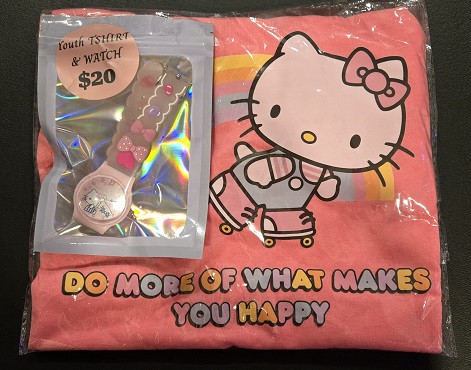 Youth TSHIRT
& WATCH
$20
DO MORE OF WHAT MAKES
YOU HAPPY